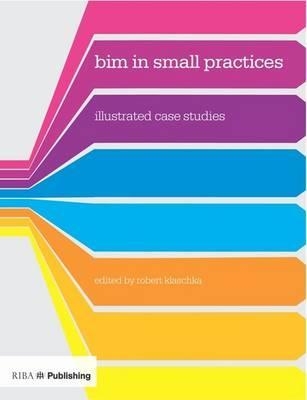 bim in small practices
illustrated case studies
edited by robert klaschka
RIBA Publishing